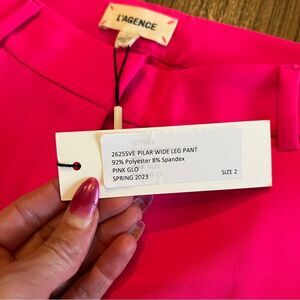 L'AGENCE
2625SVE PILAR WIDE LEG PANT
92% Polyester 8% Spandex
PINK GLO
SPRING 2023 SIZE 2